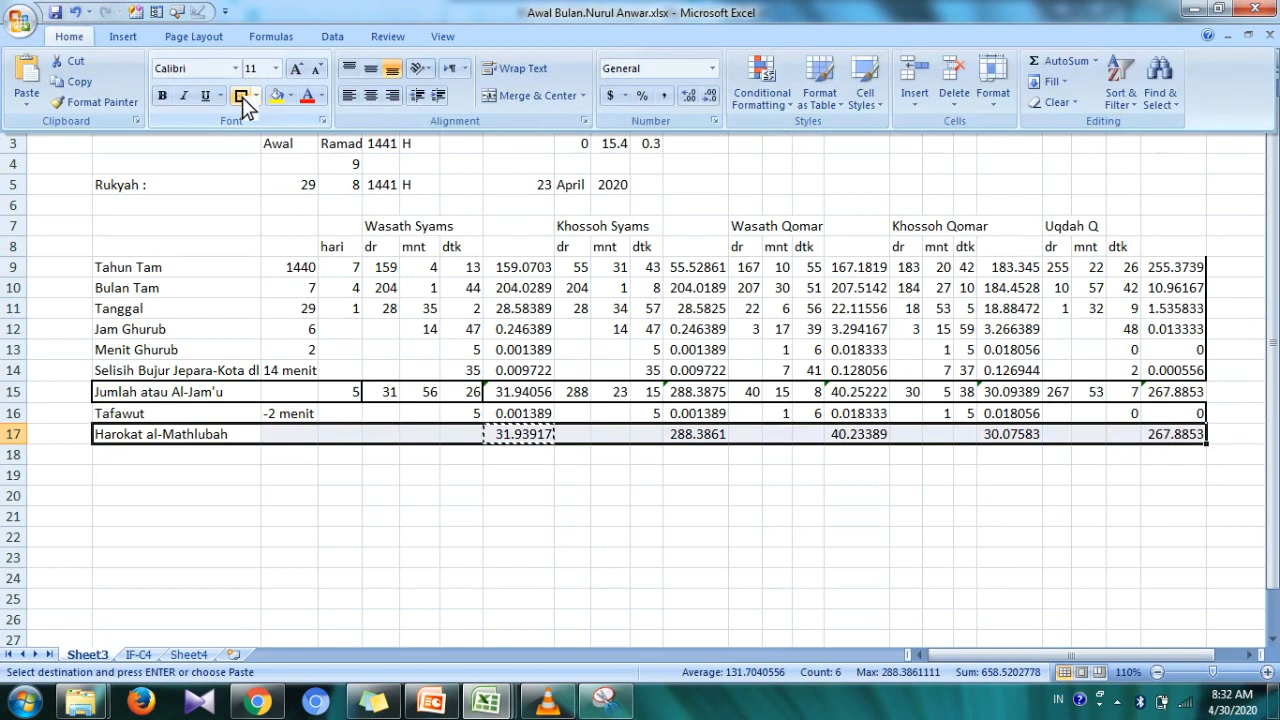 Awal Bulan.Nurul Anwar.xlsx - Microsoft Excel
Home Insert Page Layout Formulas Data Review View
Cut
Copy
Format Painter
Paste
Clipboard
Calibri 11
B I U
Font
Wrap Text
Merge & Center
Alignment
General
$ % ,
Number
Conditional Formatting Format as Table Cell Styles
Styles
Insert Delete Format
Cells
AutoSum
Fill
Clear
Sort & Filter Find & Select
Editing
3 Awal Ramad 1441 H 0 15.4 0.3
4 9
5 Rukyah : 29 8 1441 H 23 April 2020
6
7 Wasath Syams Khossoh Syams Wasath Qomar Khossoh Qomar Uqdah Q
8 hari dr mnt dtk dr mnt dtk dr mnt dtk dr mnt dtk dr mnt dtk
9 Tahun Tam 1440 7 159 4 13 159.0703 55 31 43 55.52861 167 10 55 167.1819 183 20 42 183.345 255 22 26 255.3739
10 Bulan Tam 7 4 204 1 44 204.0289 204 1 8 204.0189 207 30 51 207.5142 184 27 10 184.4528 10 57 42 10.96167
11 Tanggal 29 1 28 35 2 28.58389 28 34 57 28.5825 22 6 56 22.11556 18 53 5 18.88472 1 32 9 1.535833
12 Jam Ghurub 6 14 47 0.246389 14 47 0.246389 3 17 39 3.294167 3 15 59 3.266389 48 0.013333
13 Menit Ghurub 2 5 0.001389 5 0.001389 1 6 0.018333 1 5 0.018056 0 0
14 Selisih Bujur Jepara-Kota dl 14 menit 35 0.009722 35 0.009722 7 41 0.128056 7 37 0.126944 2 0.000556
15 Jumlah atau Al-Jam'u 5 31 56 26 31.94056 288 23 15 288.3875 40 15 8 40.25222 30 5 38 30.09389 267 53 7 267.8853
16 Tafawut -2 menit 5 0.001389 5 0.001389 1 6 0.018333 1 5 0.018056 0 0
17 Harokat al-Mathlubah 31.93917 288.3861 40.23389 30.07583 267.8853
18
19
20
21
22
23
24
25
26
27
Sheet3 IF-C4 Sheet4
Select destination and press ENTER or choose Paste Average: 131.7040556 Count: 6 Max: 288.3861111 Sum: 658.5202778 110%
IN 8:32 AM
4/30/2020